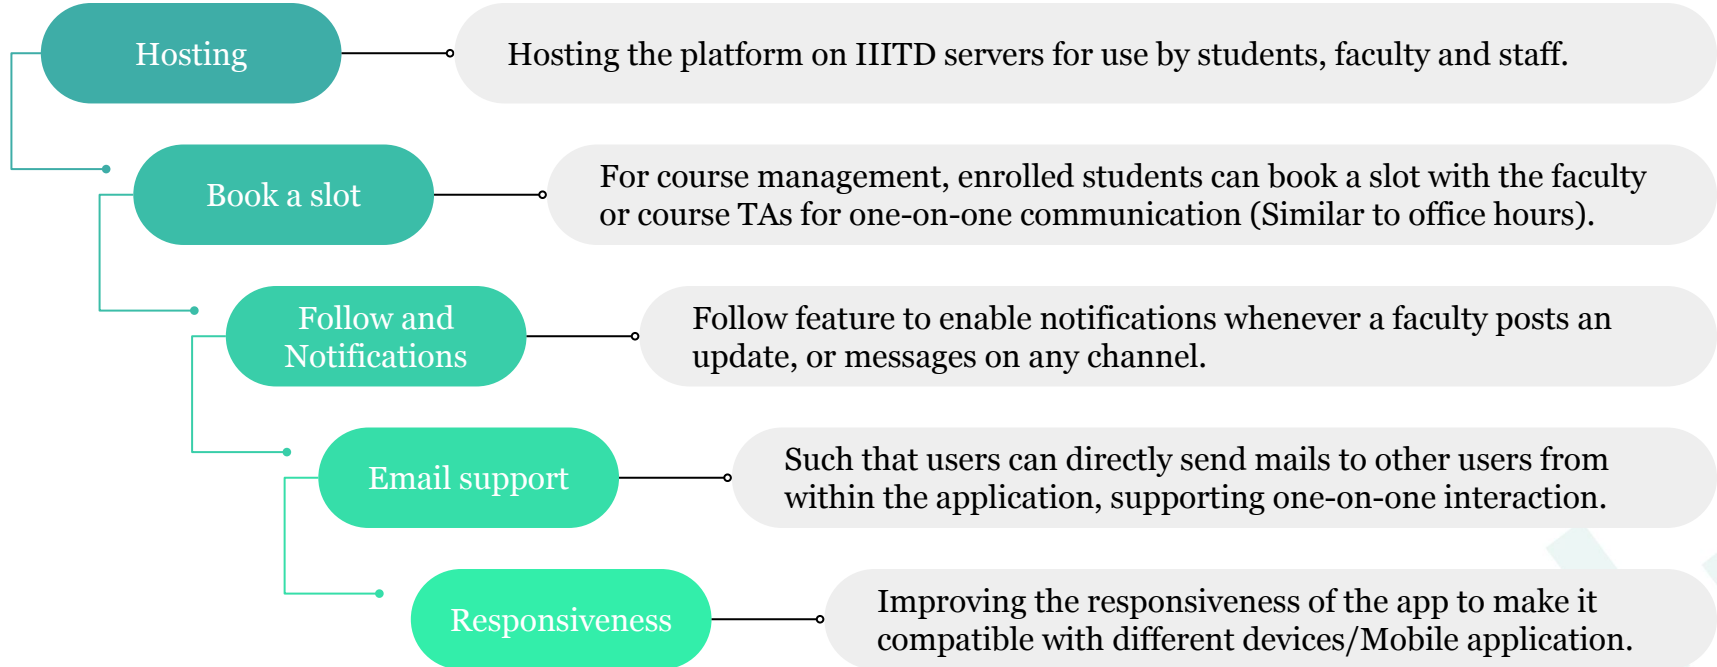 Hosting
Hosting the platform on IIITD servers for use by students, faculty and staff.
Book a slot
For course management, enrolled students can book a slot with the faculty
or course TAs for one-on-one communication (Similar to office hours).
Follow and
Notifications
Follow feature to enable notifications whenever a faculty posts an
update, or messages on any channel.
Email support
Such that users can directly send mails to other users from
within the application, supporting one-on-one interaction.
Responsiveness
Improving the responsiveness of the app to make it
compatible with different devices/Mobile application.